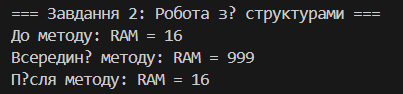 === Завдання 2: Робота з? структурами ===
До методу: RAM = 16
Всередин? методу: RAM = 999
П?сля методу: RAM = 16